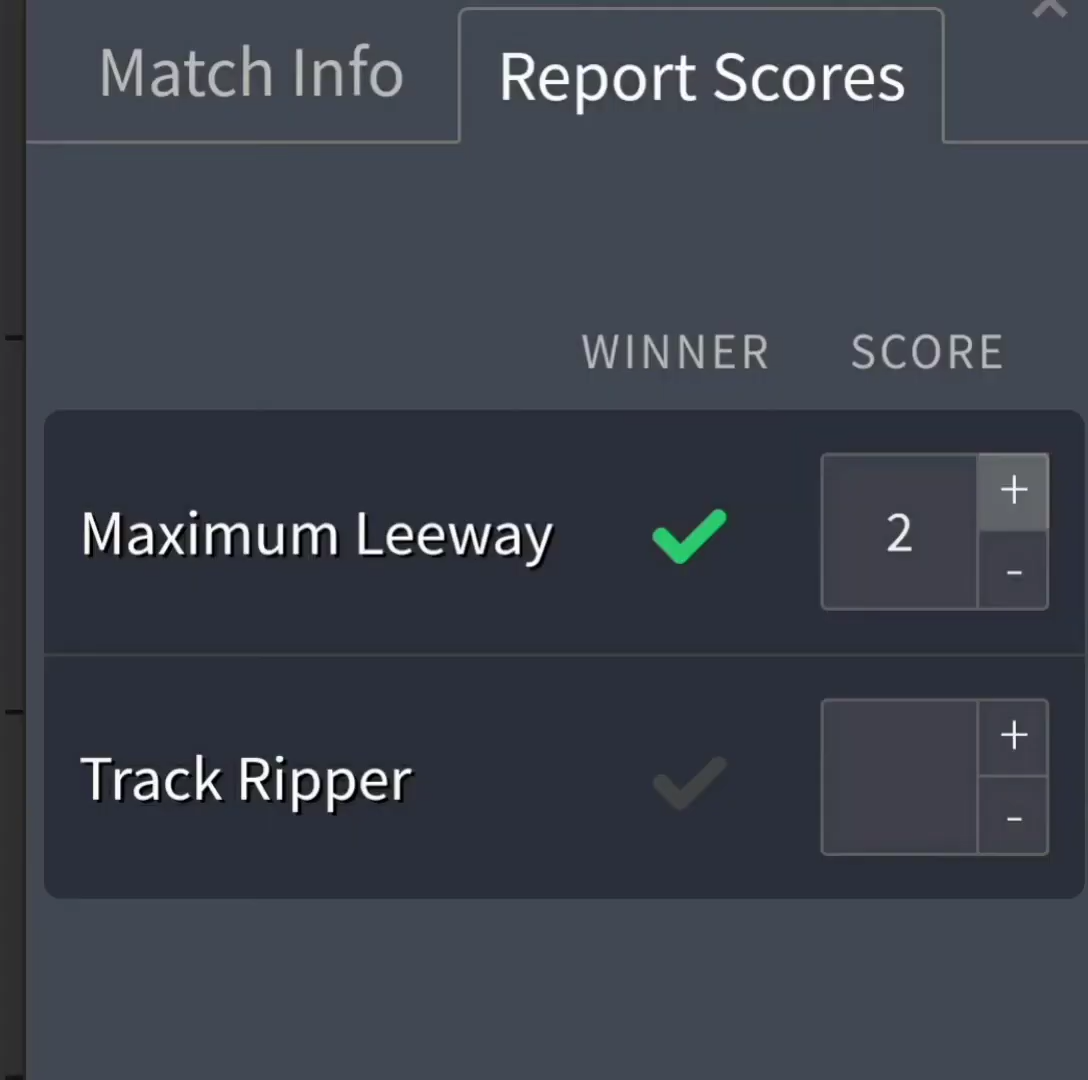 Match Info
Report Scores
WINNER SCORE
Maximum Leeway 2 +
-
Track Ripper +
-